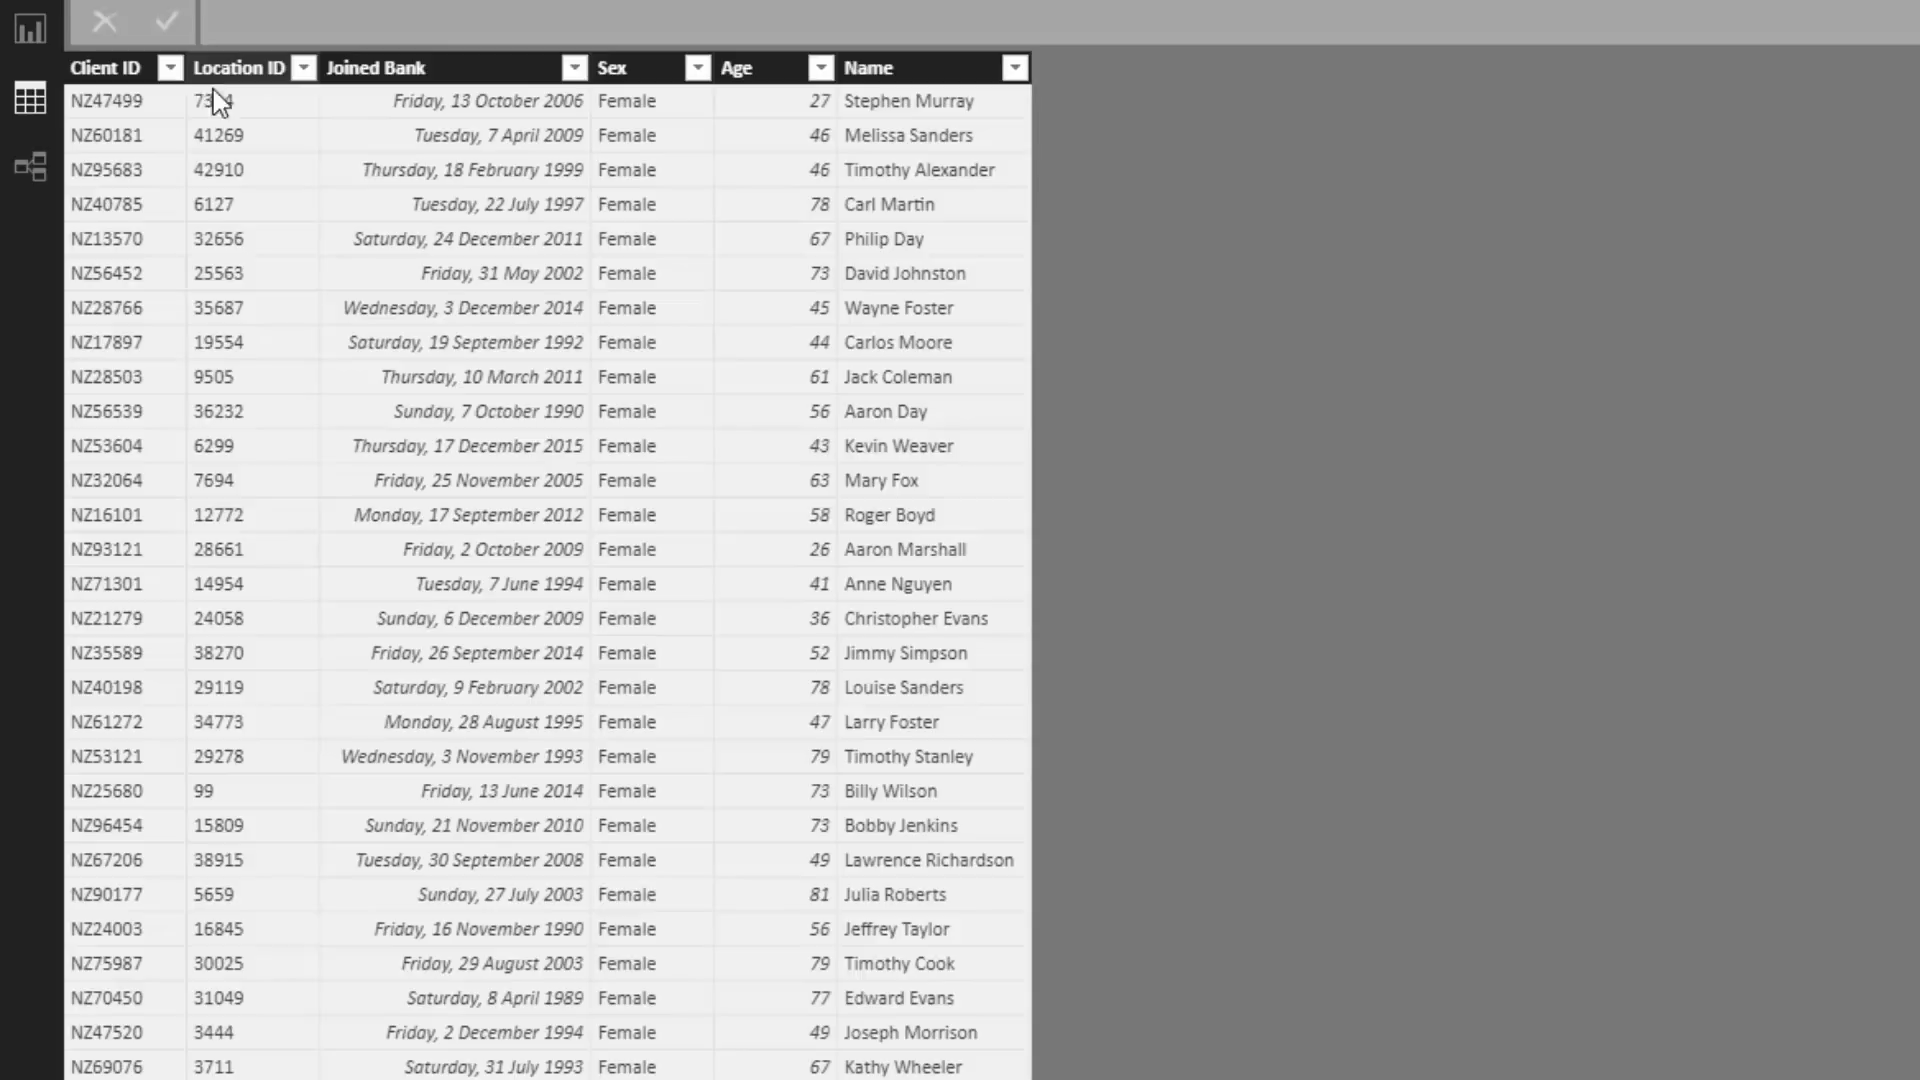 Client ID Location ID Joined Bank Sex Age Name
NZ47499 Friday, 13 October 2006 Female 27 Stephen Murray
NZ60181 41269 Tuesday, 7 April 2009 Female 46 Melissa Sanders
NZ95683 42910 Thursday, 18 February 1999 Female 46 Timothy Alexander
NZ40785 6127 Tuesday, 22 July 1997 Female 78 Carl Martin
NZ13570 32656 Saturday, 24 December 2011 Female 67 Philip Day
NZ56452 25563 Friday, 31 May 2002 Female 73 David Johnston
NZ28766 35687 Wednesday, 3 December 2014 Female 45 Wayne Foster
NZ17897 19554 Saturday, 19 September 1992 Female 44 Carlos Moore
NZ28503 9505 Thursday, 10 March 2011 Female 61 Jack Coleman
NZ56539 36232 Sunday, 7 October 1990 Female 56 Aaron Day
NZ53604 6299 Thursday, 17 December 2015 Female 43 Kevin Weaver
NZ32064 7694 Friday, 25 November 2005 Female 63 Mary Fox
NZ16101 12772 Monday, 17 September 2012 Female 58 Roger Boyd
NZ93121 28661 Friday, 2 October 2009 Female 26 Aaron Marshall
NZ71301 14954 Tuesday, 7 June 1994 Female 41 Anne Nguyen
NZ21279 24058 Sunday, 6 December 2009 Female 36 Christopher Evans
NZ35589 38270 Friday, 26 September 2014 Female 52 Jimmy Simpson
NZ40198 29119 Saturday, 9 February 2002 Female 78 Louise Sanders
NZ61272 34773 Monday, 28 August 1995 Female 47 Larry Foster
NZ53121 29278 Wednesday, 3 November 1993 Female 79 Timothy Stanley
NZ25680 99 Friday, 13 June 2014 Female 73 Billy Wilson
NZ96454 15809 Sunday, 21 November 2010 Female 73 Bobby Jenkins
NZ67206 38915 Tuesday, 30 September 2008 Female 49 Lawrence Richardson
NZ90177 5659 Sunday, 27 July 2003 Female 81 Julia Roberts
NZ24003 16845 Friday, 16 November 1990 Female 56 Jeffrey Taylor
NZ75987 30025 Friday, 29 August 2003 Female 79 Timothy Cook
NZ70450 31049 Saturday, 8 April 1989 Female 77 Edward Evans
NZ47520 3444 Friday, 2 December 1994 Female 49 Joseph Morrison
NZ69076 3711 Saturday, 31 July 1993 Female 67 Kathy Wheeler